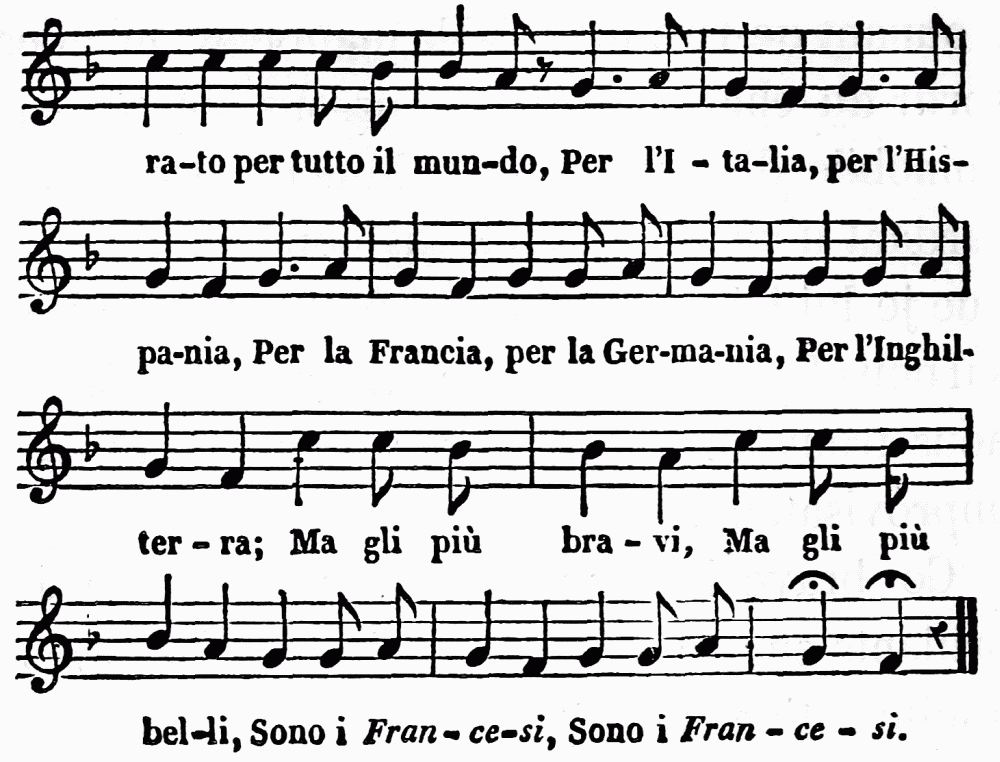 ra-to per tutto il mun-do, Per l'I - ta-lia, per l'His-
pa-nia, Per la Francia, per la Ger-ma-nia, Per l'Inghil-
ter - ra; Ma gli più bra - vi, Ma gli più
bel-li, Sono i Fran - ce-si, Sono i Fran - ce - si.